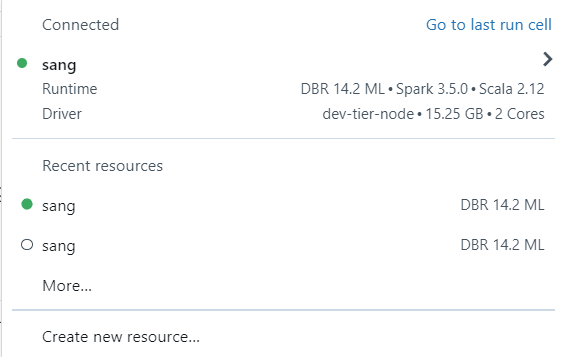 Connected Go to last run cell
sang
Runtime DBR 14.2 ML • Spark 3.5.0 • Scala 2.12
Driver dev-tier-node • 15.25 GB • 2 Cores
Recent resources
sang DBR 14.2 ML
sang DBR 14.2 ML
More...
Create new resource...